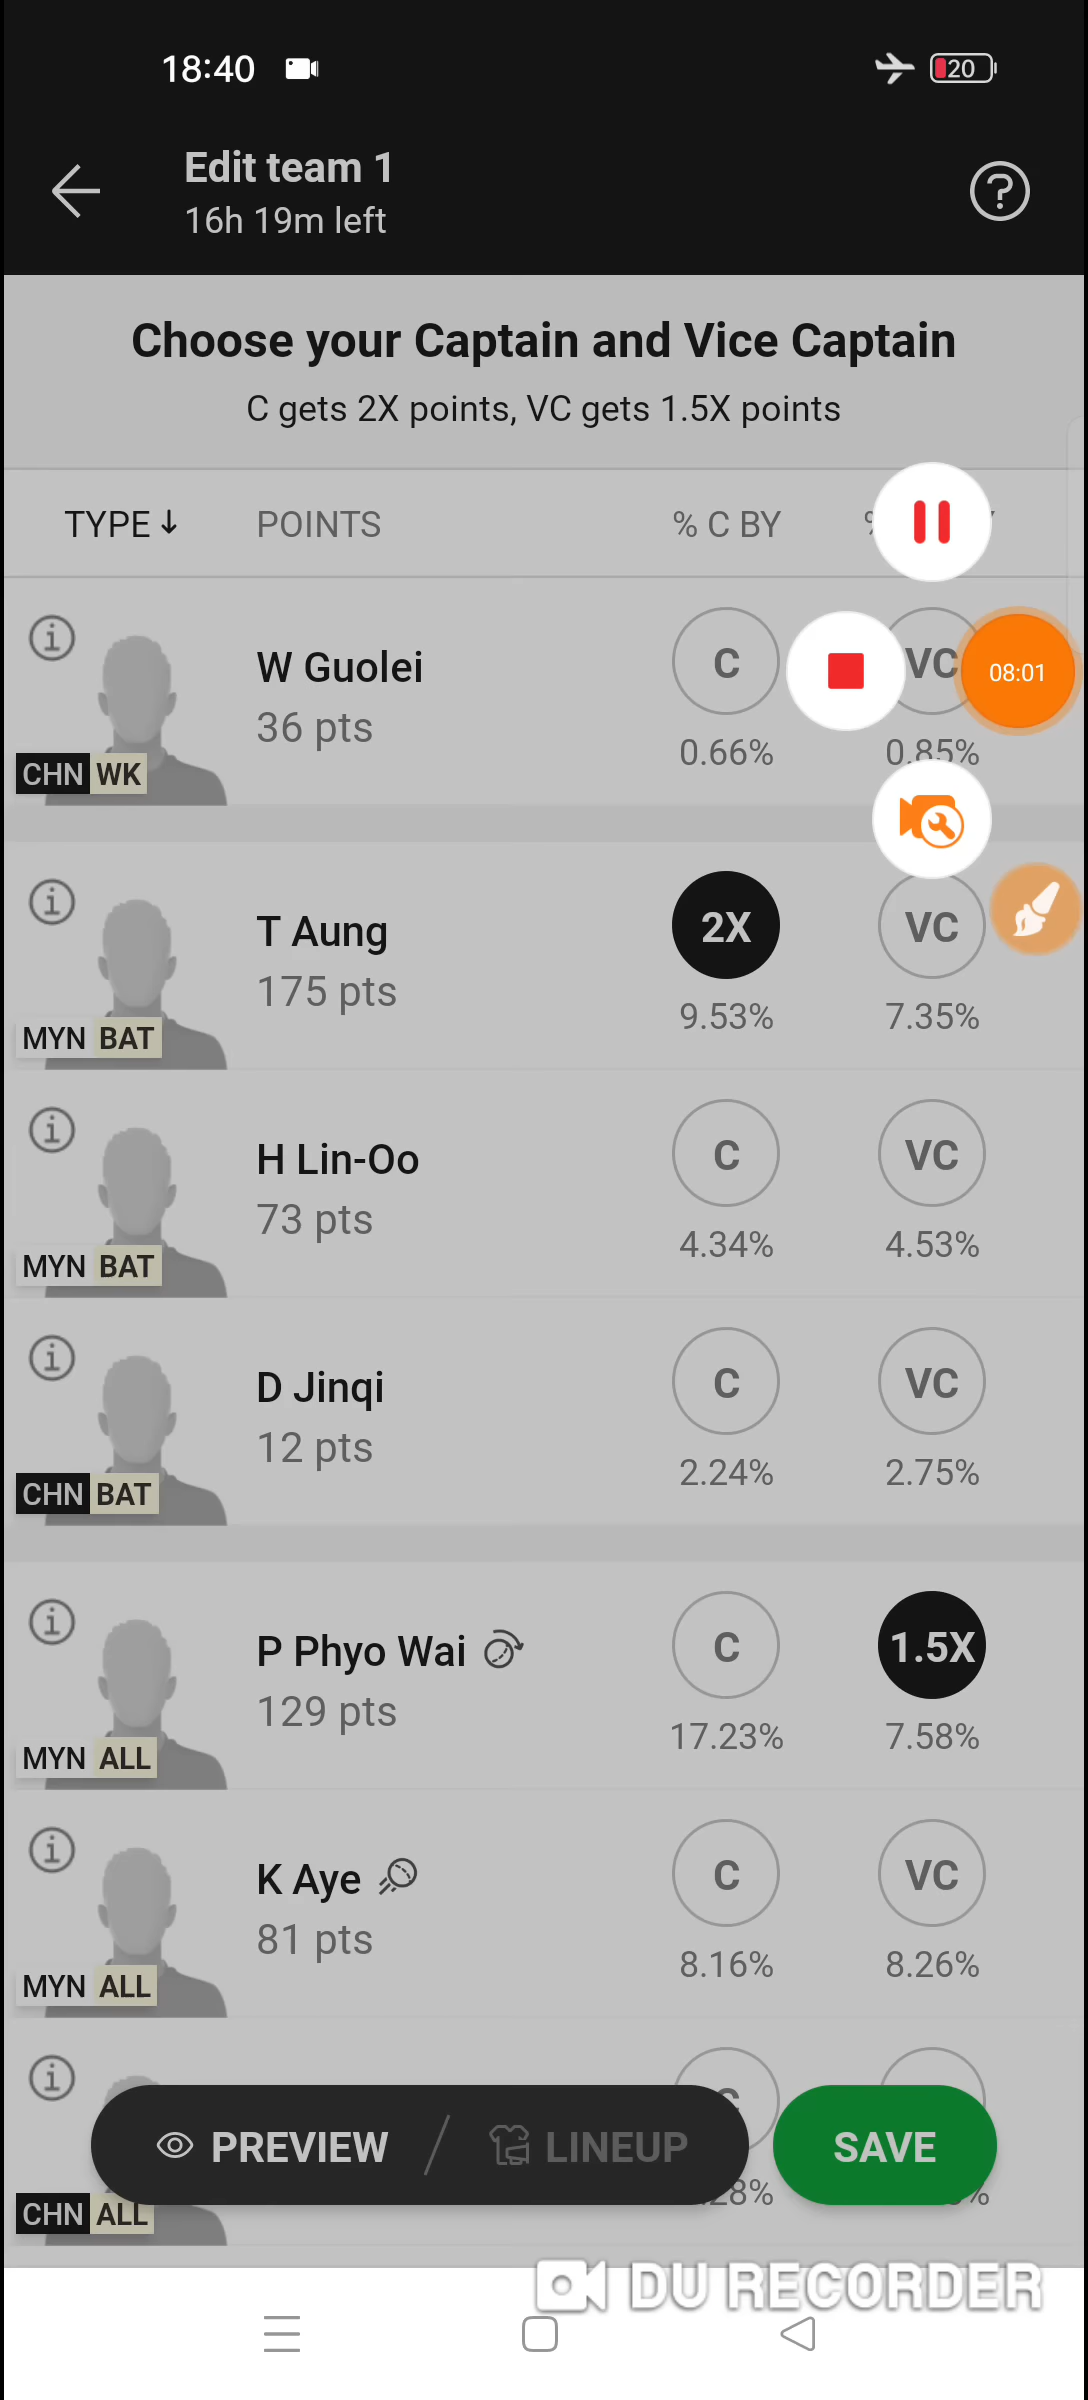 18:40
20
Edit team 1
16h 19m left
Choose your Captain and Vice Captain
C gets 2X points, VC gets 1.5X points
TYPE POINTS % C BY
W Guolei
36 pts
C
VC
08:01
0.66%
0.85%
CHN WK
T Aung
175 pts
2X
VC
9.53%
7.35%
MYN BAT
H Lin-Oo
73 pts
C
VC
4.34%
4.53%
MYN BAT
D Jinqi
12 pts
C
VC
2.24%
2.75%
CHN BAT
P Phyo Wai
129 pts
C
1.5X
17.23%
7.58%
MYN ALL
K Aye
81 pts
C
VC
8.16%
8.26%
MYN ALL
C
PREVIEW LINEUP SAVE
CHN ALL
DU RECORDER